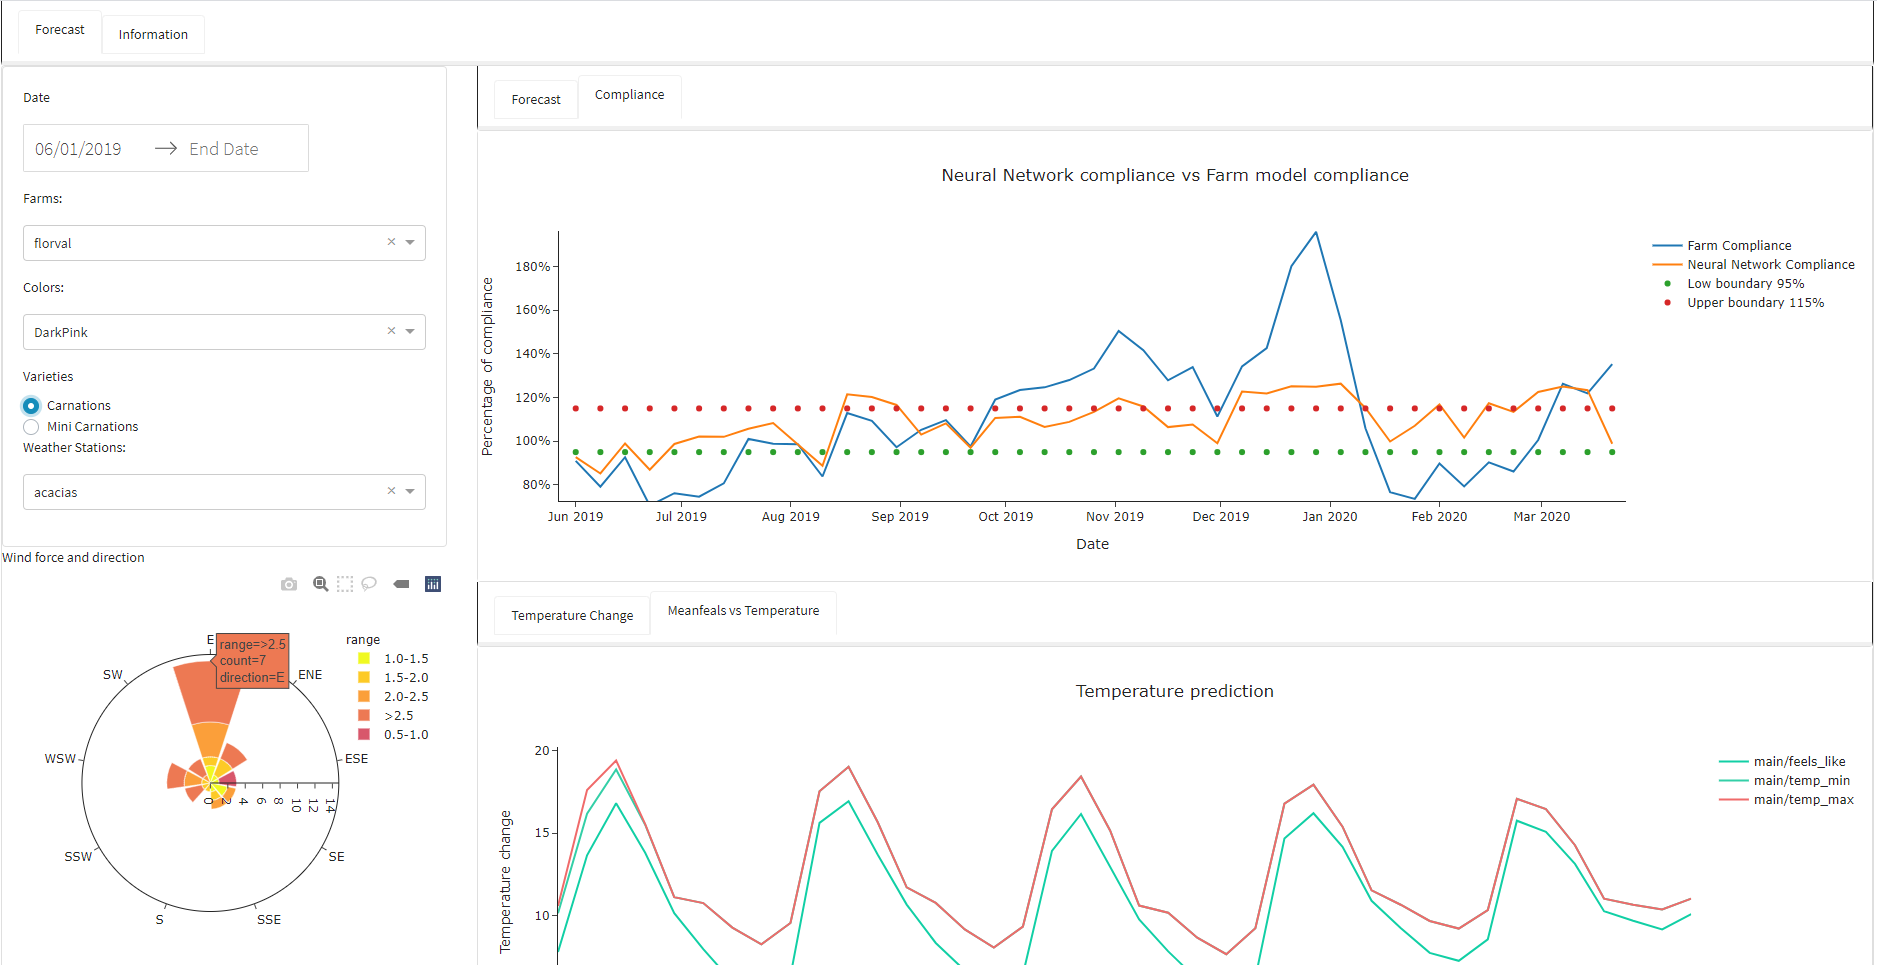 Forecast
Information
Date
06/01/2019 → End Date
Farms:
florval
Colors:
DarkPink
Varieties
Carnations
Mini Carnations
Weather Stations:
acacias
Wind force and direction
E
ENE
ESE
SE
SSE
S
SSW
WSW
SW
range=>2.5
count=7
direction=E
0 2 4 6 8 10 12 14
range
1.0-1.5
1.5-2.0
2.0-2.5
>2.5
0.5-1.0
Forecast
Compliance
Neural Network compliance vs Farm model compliance
Percentage of compliance
180%
160%
140%
120%
100%
80%
Jun 2019 Jul 2019 Aug 2019 Sep 2019 Oct 2019 Nov 2019 Dec 2019 Jan 2020 Feb 2020 Mar 2020
Date
Farm Compliance
Neural Network Compliance
Low boundary 95%
Upper boundary 115%
Temperature Change
Meanfeals vs Temperature
Temperature prediction
Temperature change
20
15
10
main/feels_like
main/temp_min
main/temp_max